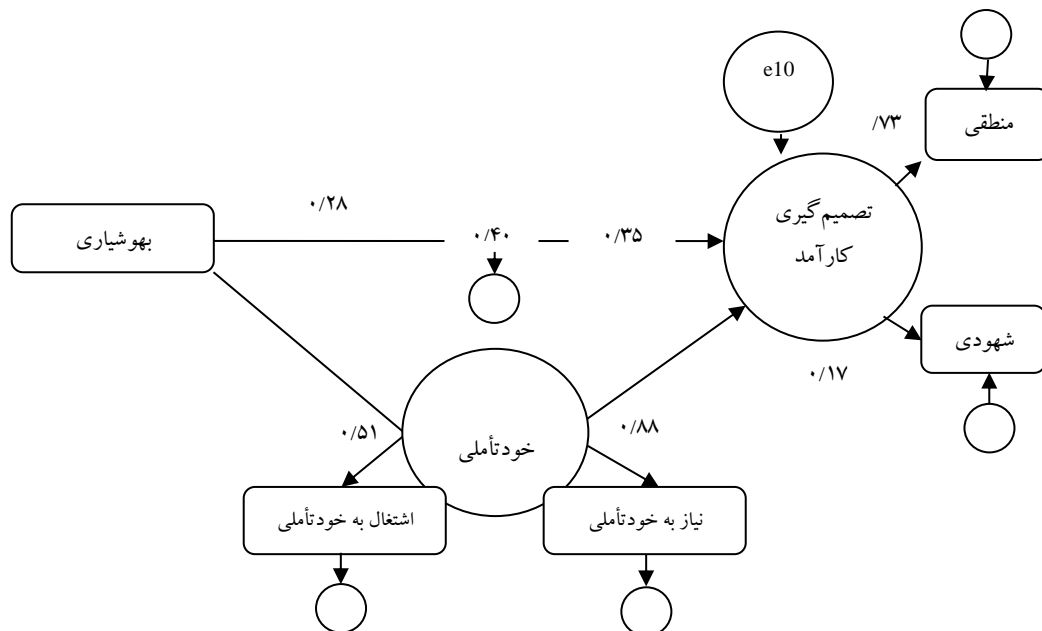 e10
منطقی
/۷۳
تصمیم‌گیری
کارآمد
۰/۲۸
بهوشیاری
۰/۴۰
۰/۳۵
شهودی
۰/۱۷
۰/۵۱
۰/۸۸
خودتأملی
اشتغال به خودتأملی
نیاز به خودتأملی